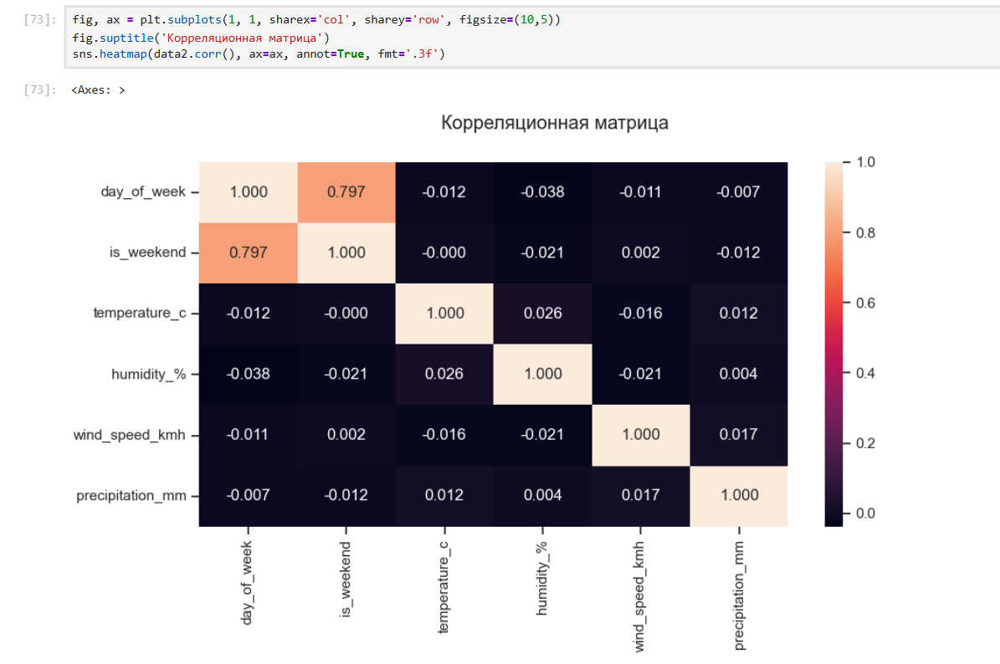 [73]: fig, ax = plt.subplots(1, 1, sharex='col', sharey='row', figsize=(10,5))
fig.suptitle('Корреляционная матрица')
sns.heatmap(data2.corr(), ax=ax, annot=True, fmt='.3f')
[73]: <Axes: >
Корреляционная матрица
day_of_week 1.000 0.797 -0.012 -0.038 -0.011 -0.007
is_weekend 0.797 1.000 -0.000 -0.021 0.002 -0.012
temperature_c -0.012 -0.000 1.000 0.026 -0.016 0.012
humidity_% -0.038 -0.021 0.026 1.000 -0.021 0.004
wind_speed_kmh -0.011 0.002 -0.016 -0.021 1.000 0.017
precipitation_mm -0.007 -0.012 0.012 0.004 0.017 1.000
day_of_week
is_weekend
temperature_c
humidity_%
wind_speed_kmh
precipitation_mm
1.0
0.8
0.6
0.4
0.2
0.0